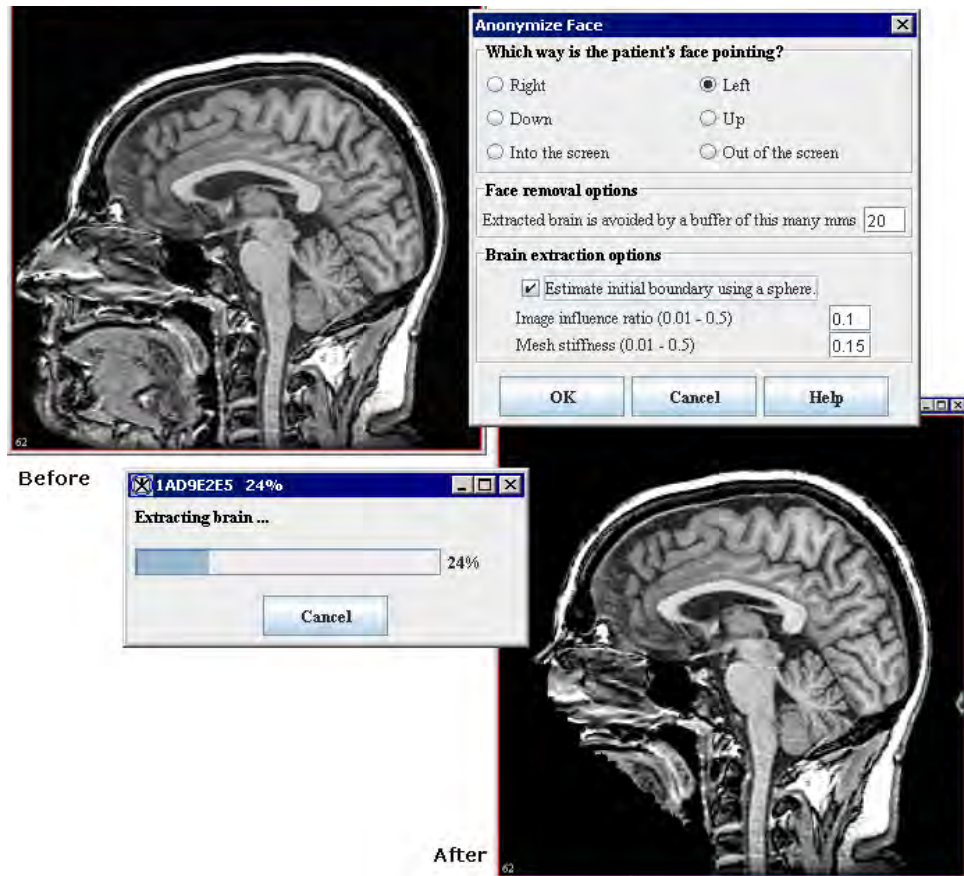 Anonymize Face
Which way is the patient's face pointing?
Right
Left
Down
Up
Into the screen
Out of the screen
Face removal options
Extracted brain is avoided by a buffer of this many mms 20
Brain extraction options
Estimate initial boundary using a sphere.
Image influence ratio (0.01 - 0.5) 0.1
Mesh stiffness (0.01 - 0.5) 0.15
OK Cancel Help
62
Before
1AD9E2E5 24%
Extracting brain ...
24%
Cancel
After
62